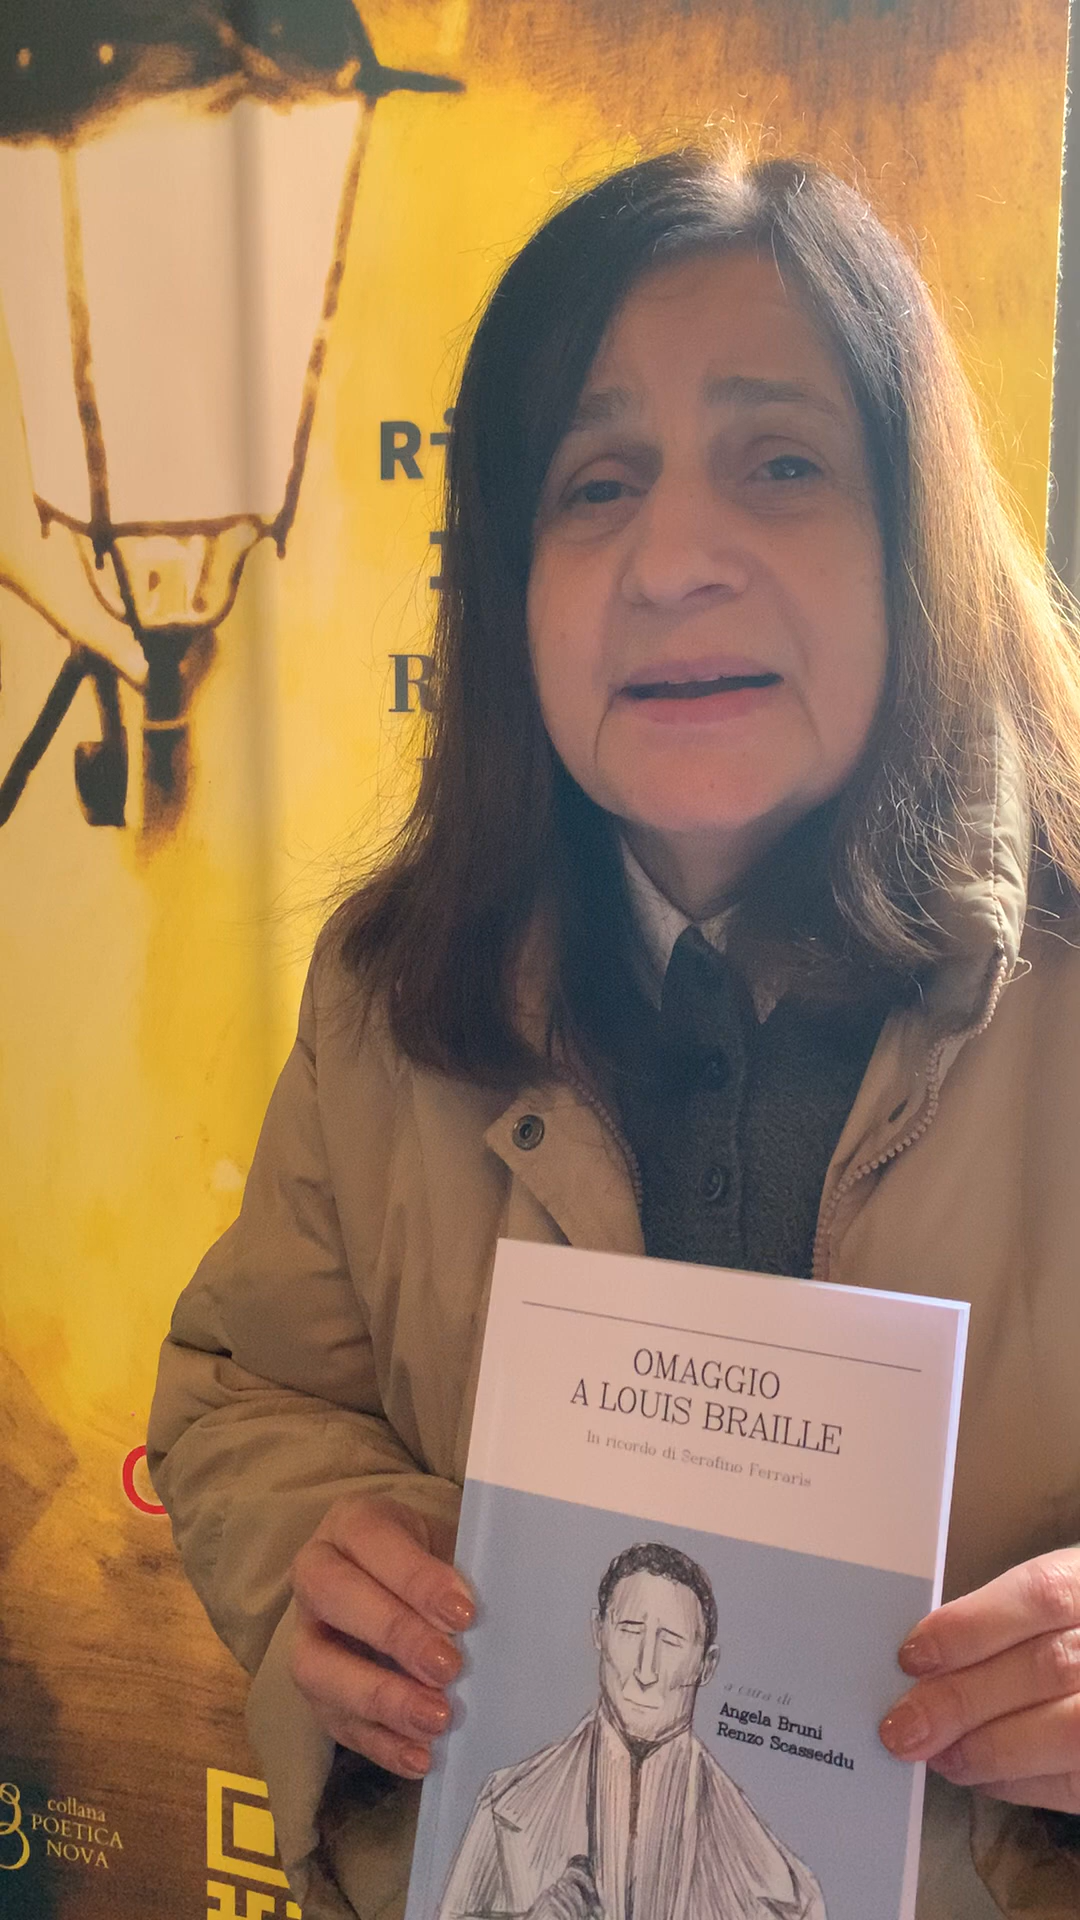 OMAGGIO
A LOUIS BRAILLE
In ricordo di Serafino Ferraris
a cura di
Angela Bruni
Renzo Scasseddu
collana
POETICA
NOVA